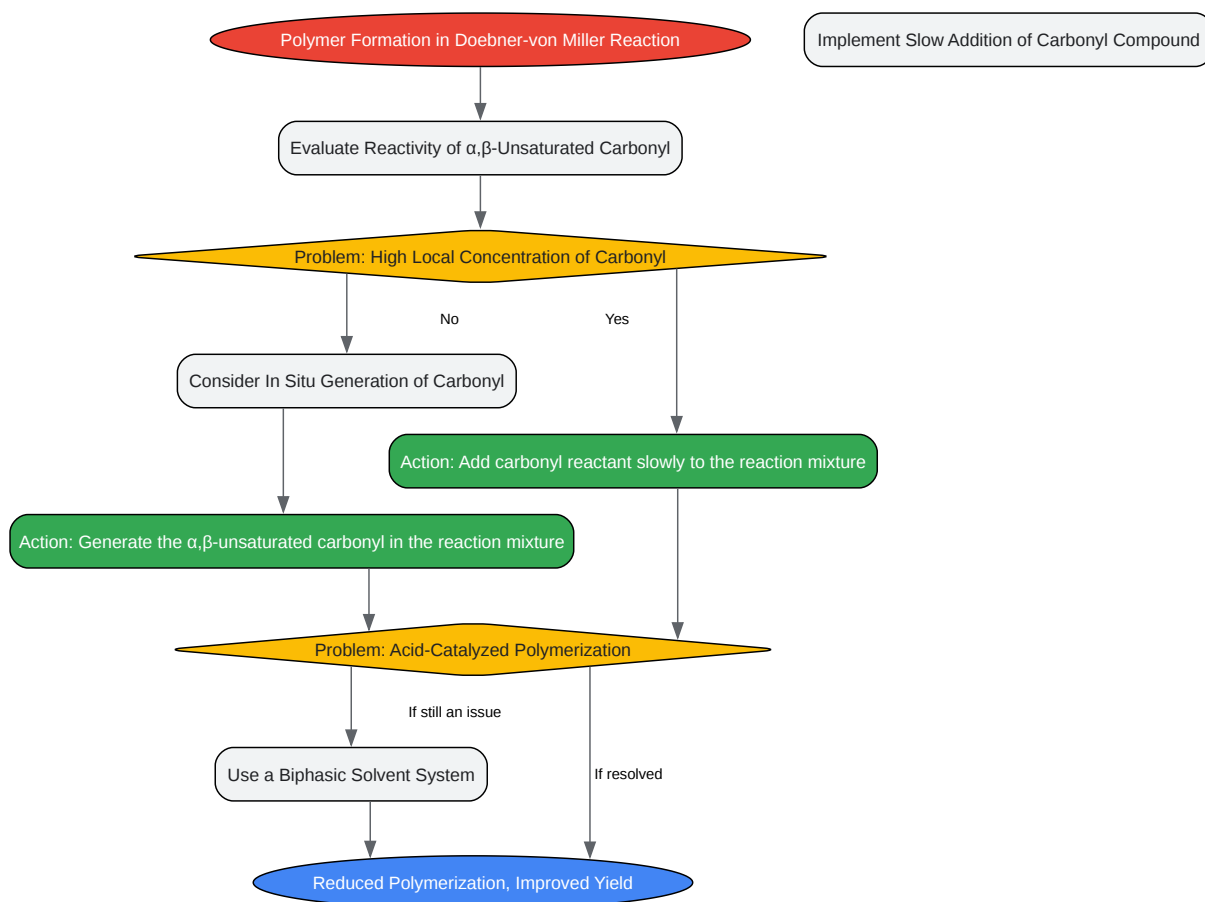 Polymer Formation in Doebner-von Miller Reaction
Implement Slow Addition of Carbonyl Compound
Evaluate Reactivity of α,β-Unsaturated Carbonyl
Problem: High Local Concentration of Carbonyl
No
Yes
Consider In Situ Generation of Carbonyl
Action: Add carbonyl reactant slowly to the reaction mixture
Action: Generate the α,β-unsaturated carbonyl in the reaction mixture
Problem: Acid-Catalyzed Polymerization
If still an issue
Use a Biphasic Solvent System
If resolved
Reduced Polymerization, Improved Yield